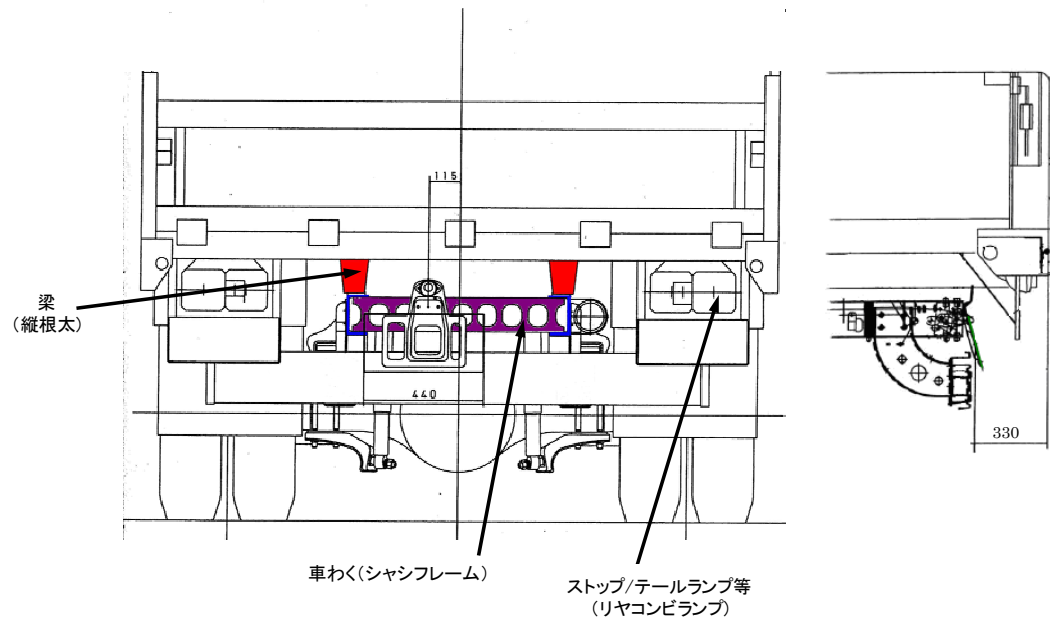 115
梁
(縦根太)
440
330
車わく(シャシフレーム)
ストップ/テールランプ等
(リヤコンビランプ)